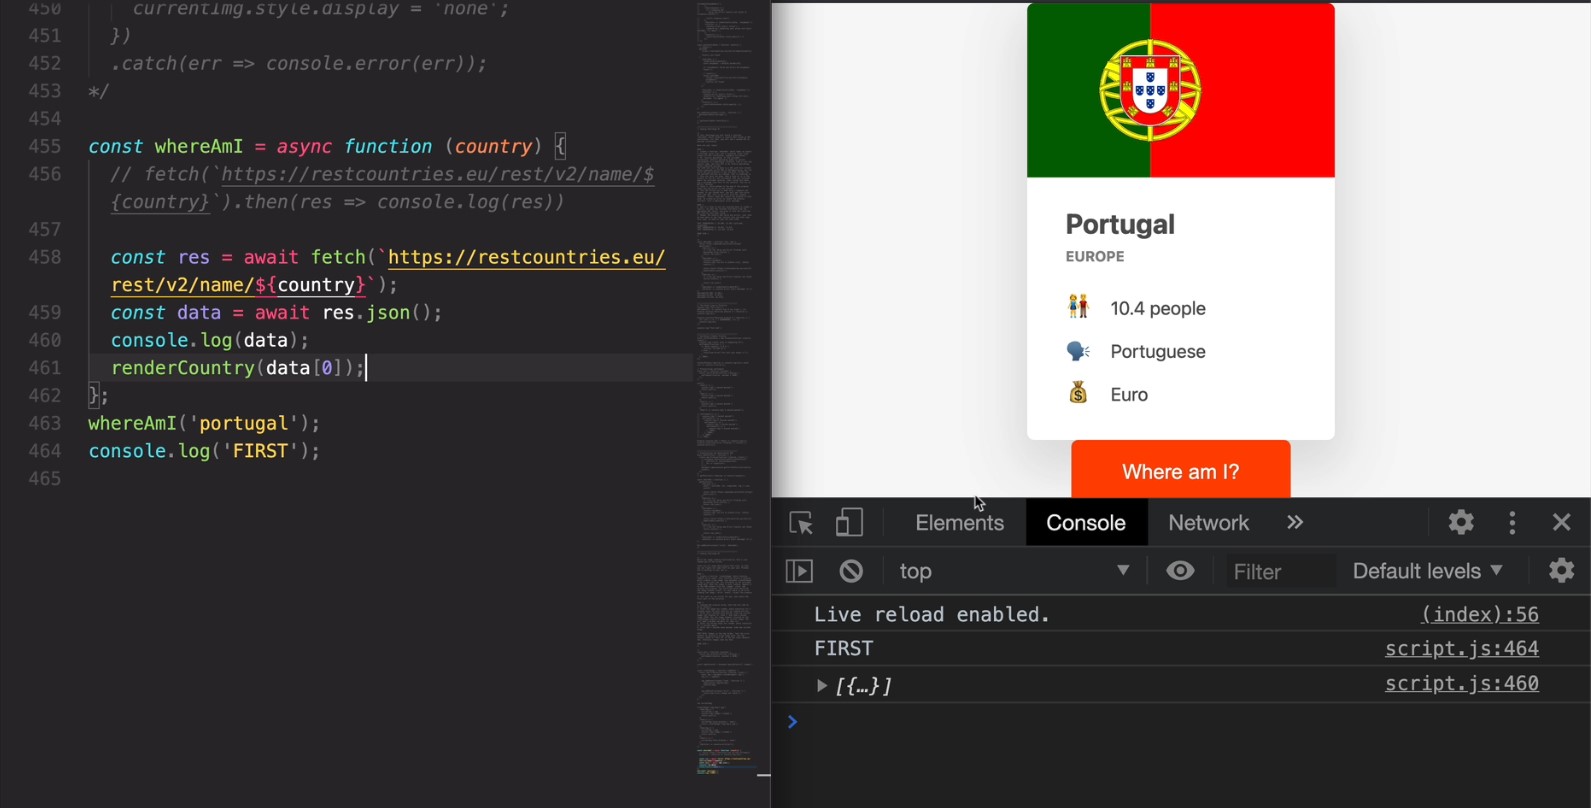 450 currentImg.style.display = 'none';
451 })
452 .catch(err => console.error(err));
453 */
454
455 const whereAmI = async function (country) {
456 // fetch(`https://restcountries.eu/rest/v2/name/$
{country}`).then(res => console.log(res))
457
458 const res = await fetch(`https://restcountries.eu/
rest/v2/name/${country}`);
459 const data = await res.json();
460 console.log(data);
461 renderCountry(data[0]);
462 };
463 whereAmI('portugal');
464 console.log('FIRST');
465
Portugal
EUROPE
10.4 people
Portuguese
Euro
Where am I?
Elements Console Network
top Filter Default levels
Live reload enabled. (index):56
FIRST script.js:464
[{…}] script.js:460